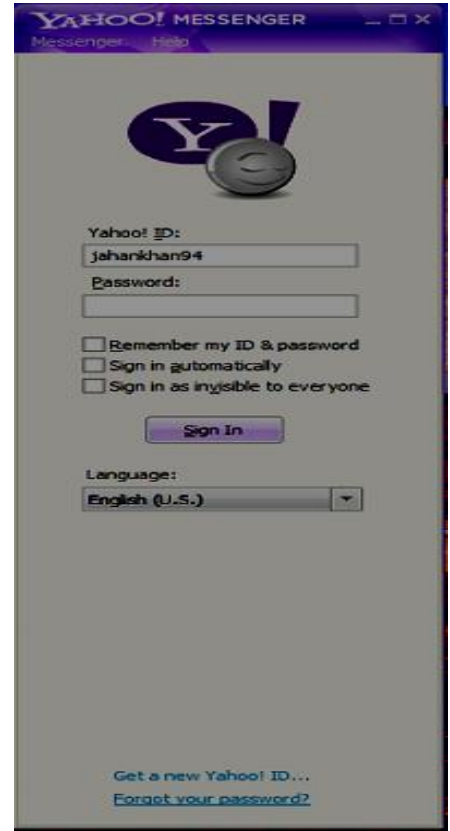 YAHOO! MESSENGER
Messenger Help
Y!
Yahoo! ID:
jahankhan94
Password:
Remember my ID & password
Sign in automatically
Sign in as invisible to everyone
Sign In
Language:
English (U.S.)
Get a new Yahoo! ID...
Forgot your password?